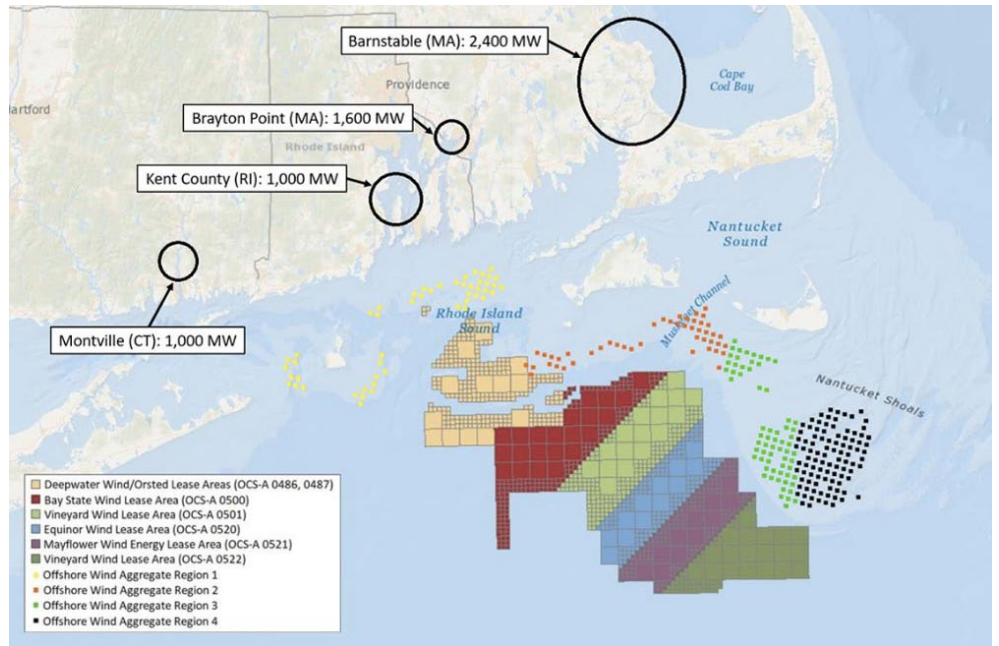 Barnstable (MA): 2,400 MW
Cape
Cod Bay
Providence
Brayton Point (MA): 1,600 MW
Rhode Island
Kent County (RI): 1,000 MW
Nantucket
Sound
Rhode Island
Sound
Montville (CT): 1,000 MW
Nantucket Shoals
Deepwater Wind/Orsted Lease Areas (OCS-A 0486, 0487)
Bay State Wind Lease Area (OCS-A 0500)
Vineyard Wind Lease Area (OCS-A 0501)
Equinor Wind Lease Area (OCS-A 0520)
Mayflower Wind Energy Lease Area (OCS-A 0521)
Vineyard Wind Lease Area (OCS-A 0522)
Offshore Wind Aggregate Region 1
Offshore Wind Aggregate Region 2
Offshore Wind Aggregate Region 3
Offshore Wind Aggregate Region 4